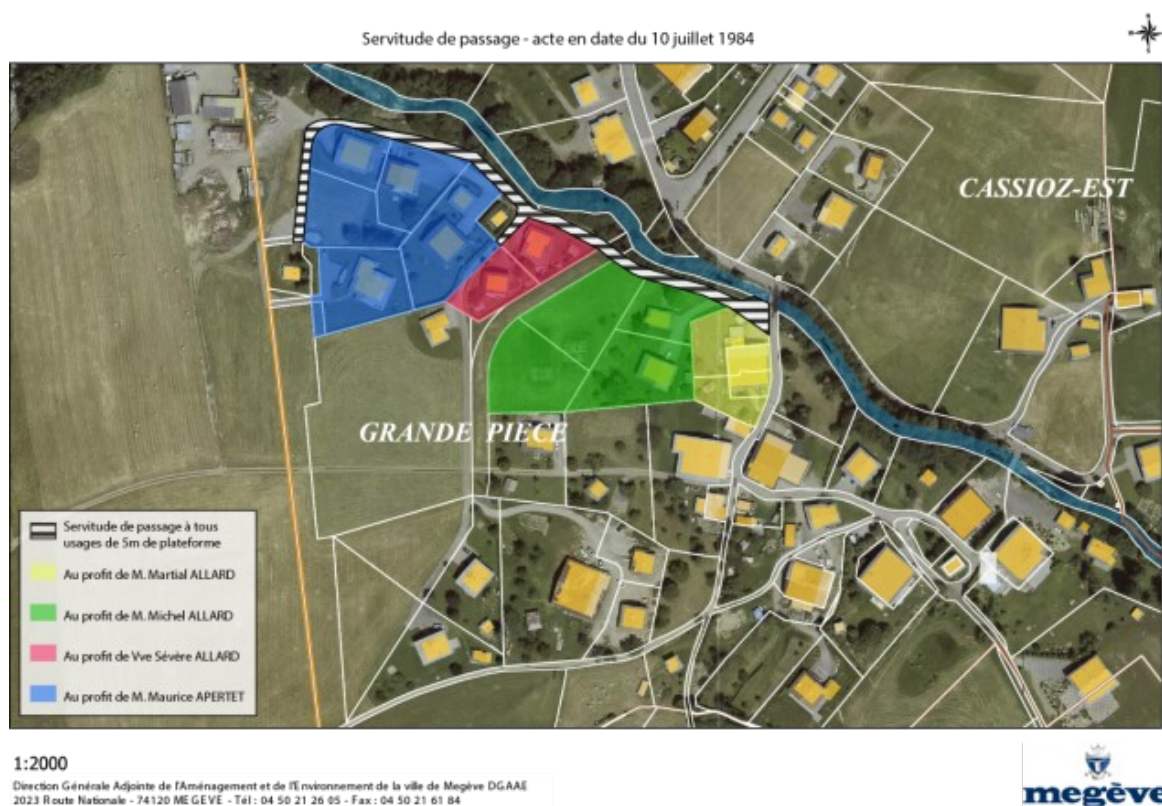 Servitude de passage - acte en date du 10 juillet 1984
CASSIOZ-EST
GRANDE PIECE
Servitude de passage à tous
usages de 5m de plateforme
Au profit de M. Martial ALLARD
Au profit de M. Michel ALLARD
Au profit de Vve Sévère ALLARD
Au profit de M. Maurice APERTET
1:2000
Direction Générale Adjointe de l'Aménagement et de l'Environnement de la ville de Megève DGAAE
2023 Route Nationale - 74120 MEGEVE - Tél : 04 50 21 26 05 - Fax : 04 50 21 61 84
megève